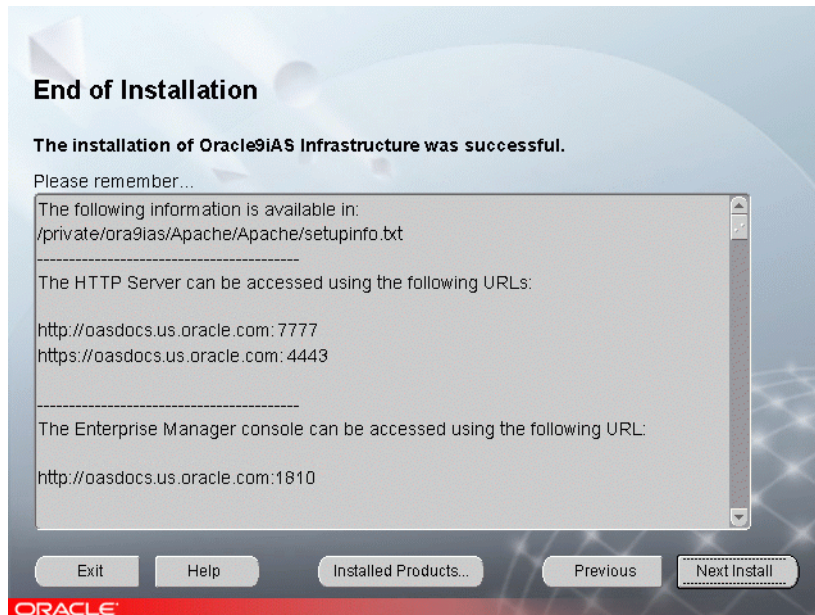 End of Installation
The installation of Oracle9iAS Infrastructure was successful.
Please remember...
The following information is available in:
/private/ora9ias/Apache/Apache/setupinfo.txt
-----------------------------------------
The HTTP Server can be accessed using the following URLs:
http://oasdocs.us.oracle.com:7777
https://oasdocs.us.oracle.com:4443
-----------------------------------------
The Enterprise Manager console can be accessed using the following URL:
http://oasdocs.us.oracle.com:1810
Exit Help Installed Products... Previous Next Install
ORACLE